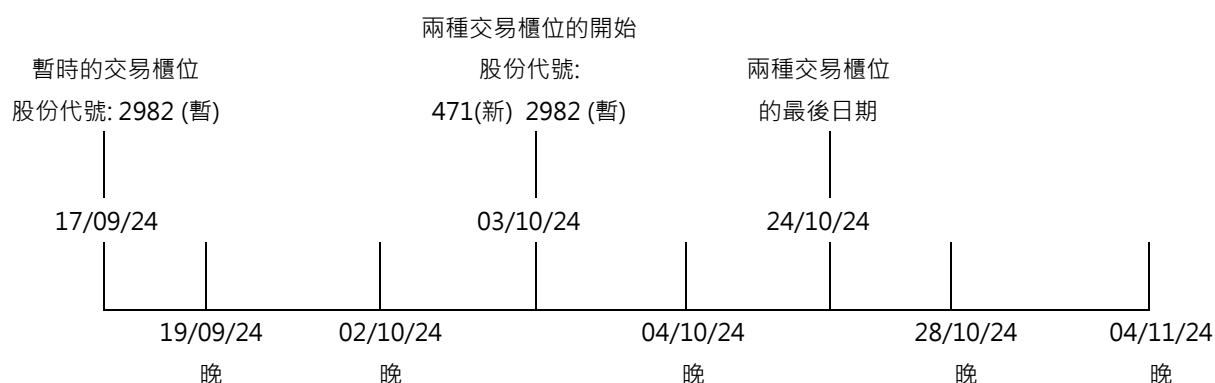 兩種交易櫃位的開始
暫時的交易櫃位
股份代號:
兩種交易櫃位
股份代號: 2982 (暫)
471(新) 2982 (暫)
的最後日期
17/09/24
03/10/24
24/10/24
19/09/24
02/10/24
04/10/24
28/10/24
04/11/24
晚
晚
晚
晚
晚